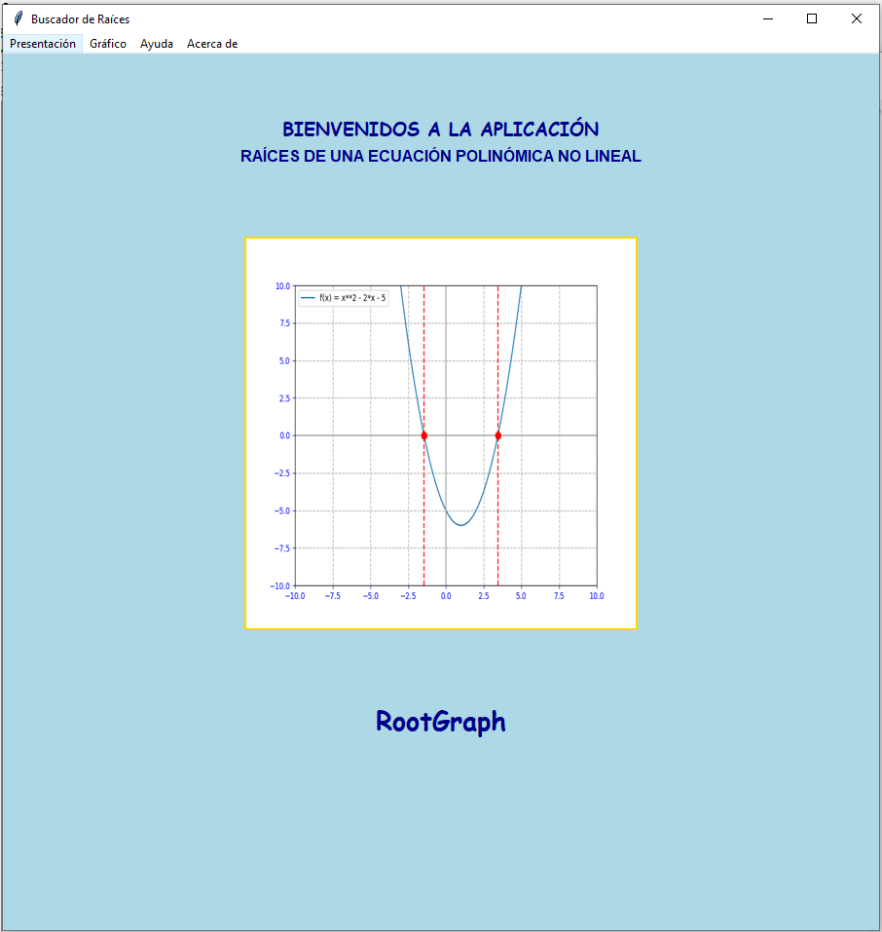 Buscador de Raíces
Presentación Gráfico Ayuda Acerca de
BIENVENIDOS A LA APLICACIÓN
RAÍCES DE UNA ECUACIÓN POLINÓMICA NO LINEAL
f(x) = x**2 - 2*x - 5
10.0
7.5
5.0
2.5
0.0
−2.5
−5.0
−7.5
−10.0
−10.0 −7.5 −5.0 −2.5 0.0 2.5 5.0 7.5 10.0
RootGraph